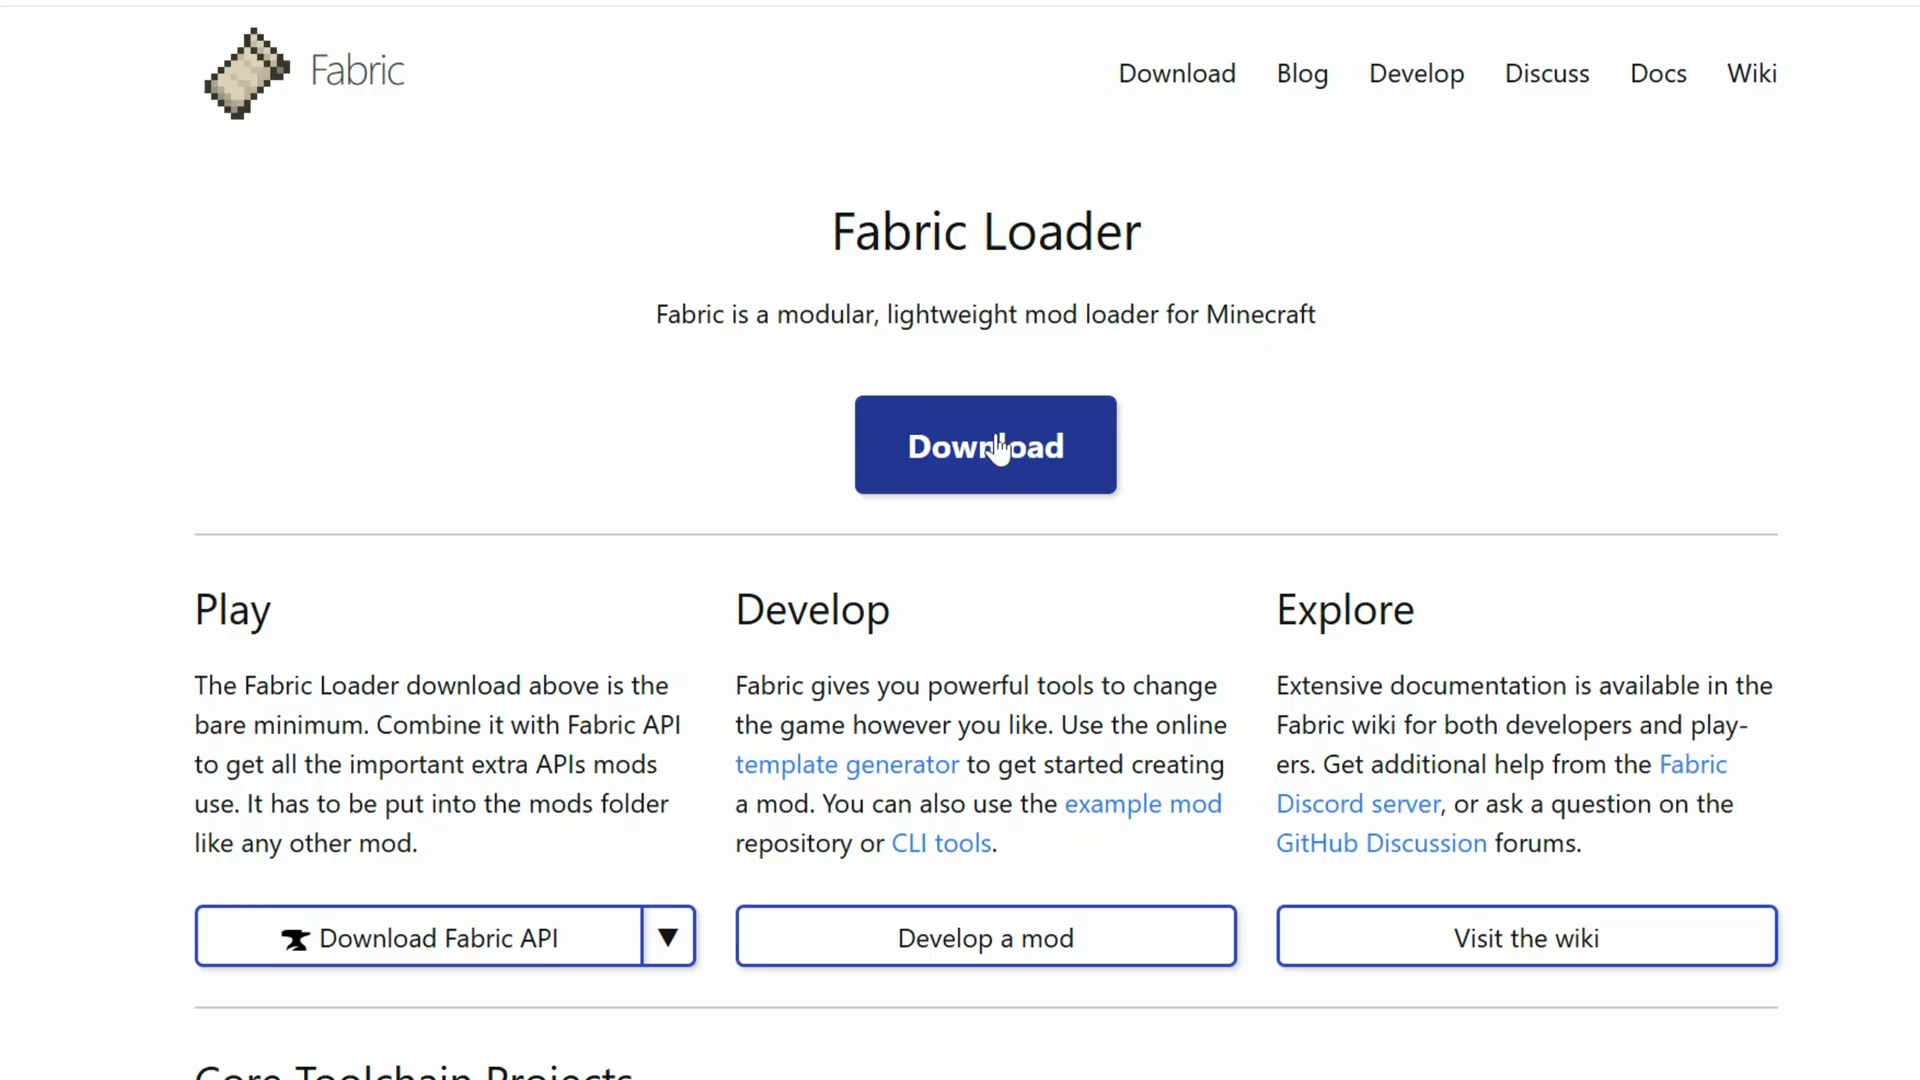 Fabric
Download Blog Develop Discuss Docs Wiki
Fabric Loader
Fabric is a modular, lightweight mod loader for Minecraft
Download
Play
The Fabric Loader download above is the
bare minimum. Combine it with Fabric API
to get all the important extra APIs mods
use. It has to be put into the mods folder
like any other mod.
Download Fabric API
Develop
Fabric gives you powerful tools to change
the game however you like. Use the online
template generator to get started creating
a mod. You can also use the example mod
repository or CLI tools.
Develop a mod
Explore
Extensive documentation is available in the
Fabric wiki for both developers and play-
ers. Get additional help from the Fabric
Discord server, or ask a question on the
GitHub Discussion forums.
Visit the wiki
Core Toolchain Projects